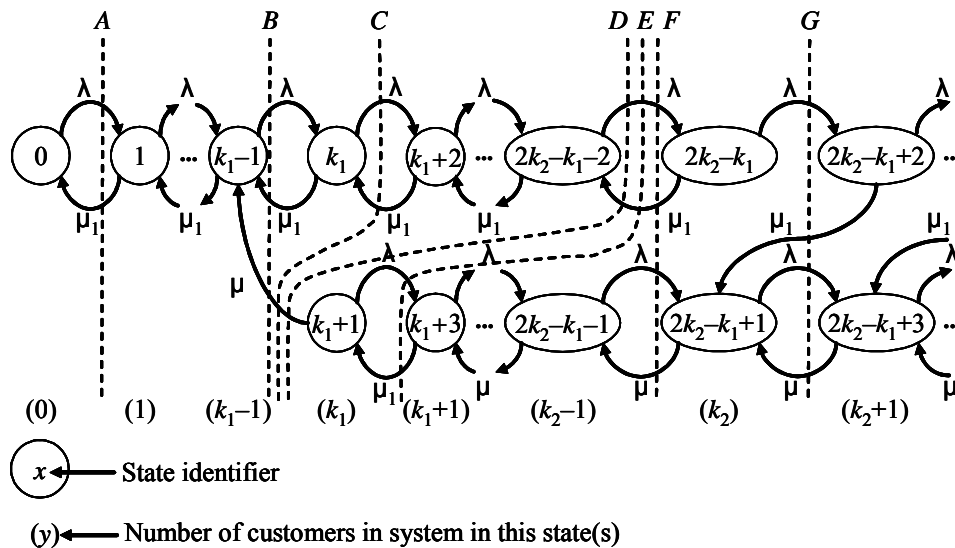 A B C D E F G
λ λ λ λ λ λ λ λ
0 1 ... k₁–1 k₁ k₁+2 ... 2k₂–k₁–2 2k₂–k₁ 2k₂–k₁+2 ...
μ₁ μ₁ μ₁ μ₁ μ₁ μ₁ μ₁ μ₁
λ λ λ λ λ
μ k₁+1 k₁+3 ... 2k₂–k₁–1 2k₂–k₁+1 2k₂–k₁+3 ...
μ₁ μ μ μ μ
(0) (1) (k₁–1) (k₁) (k₁+1) (k₂–1) (k₂) (k₂+1)
x State identifier
(y) Number of customers in system in this state(s)